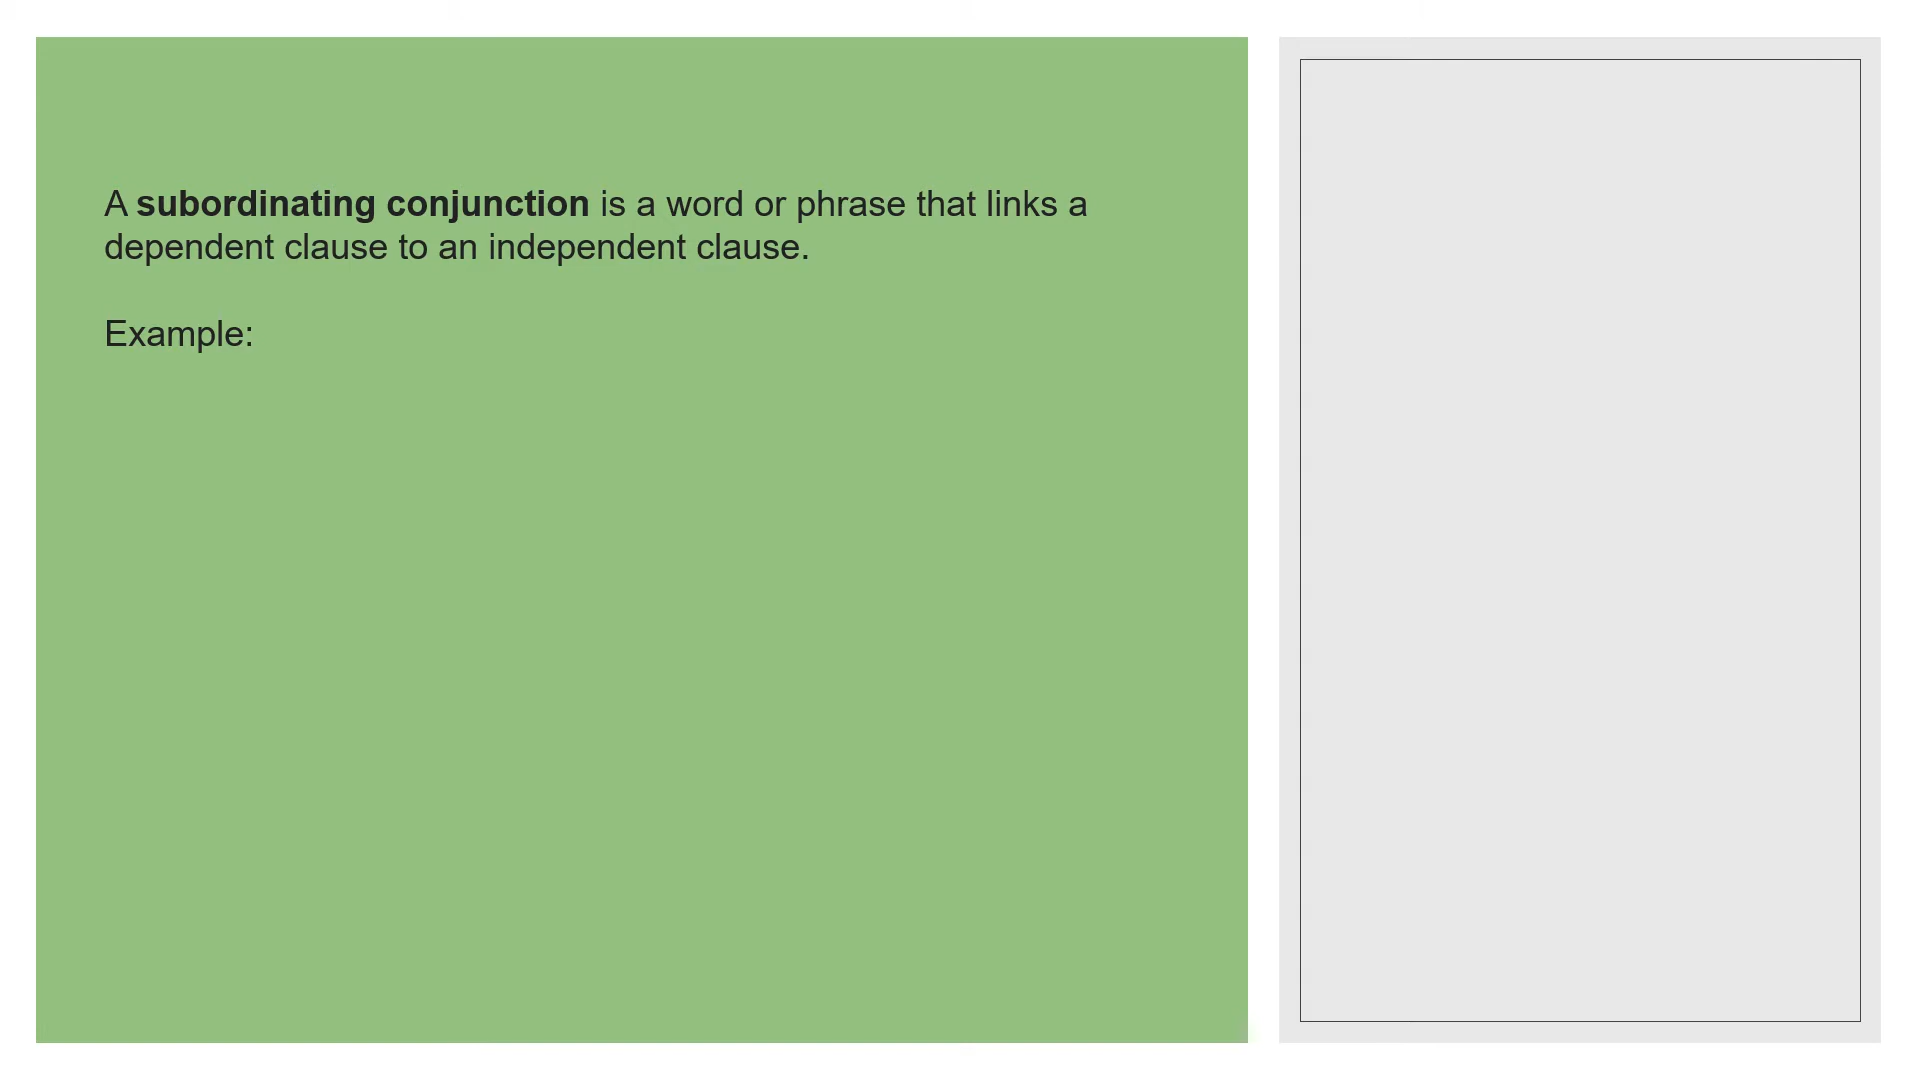 A subordinating conjunction is a word or phrase that links a
dependent clause to an independent clause.
Example: